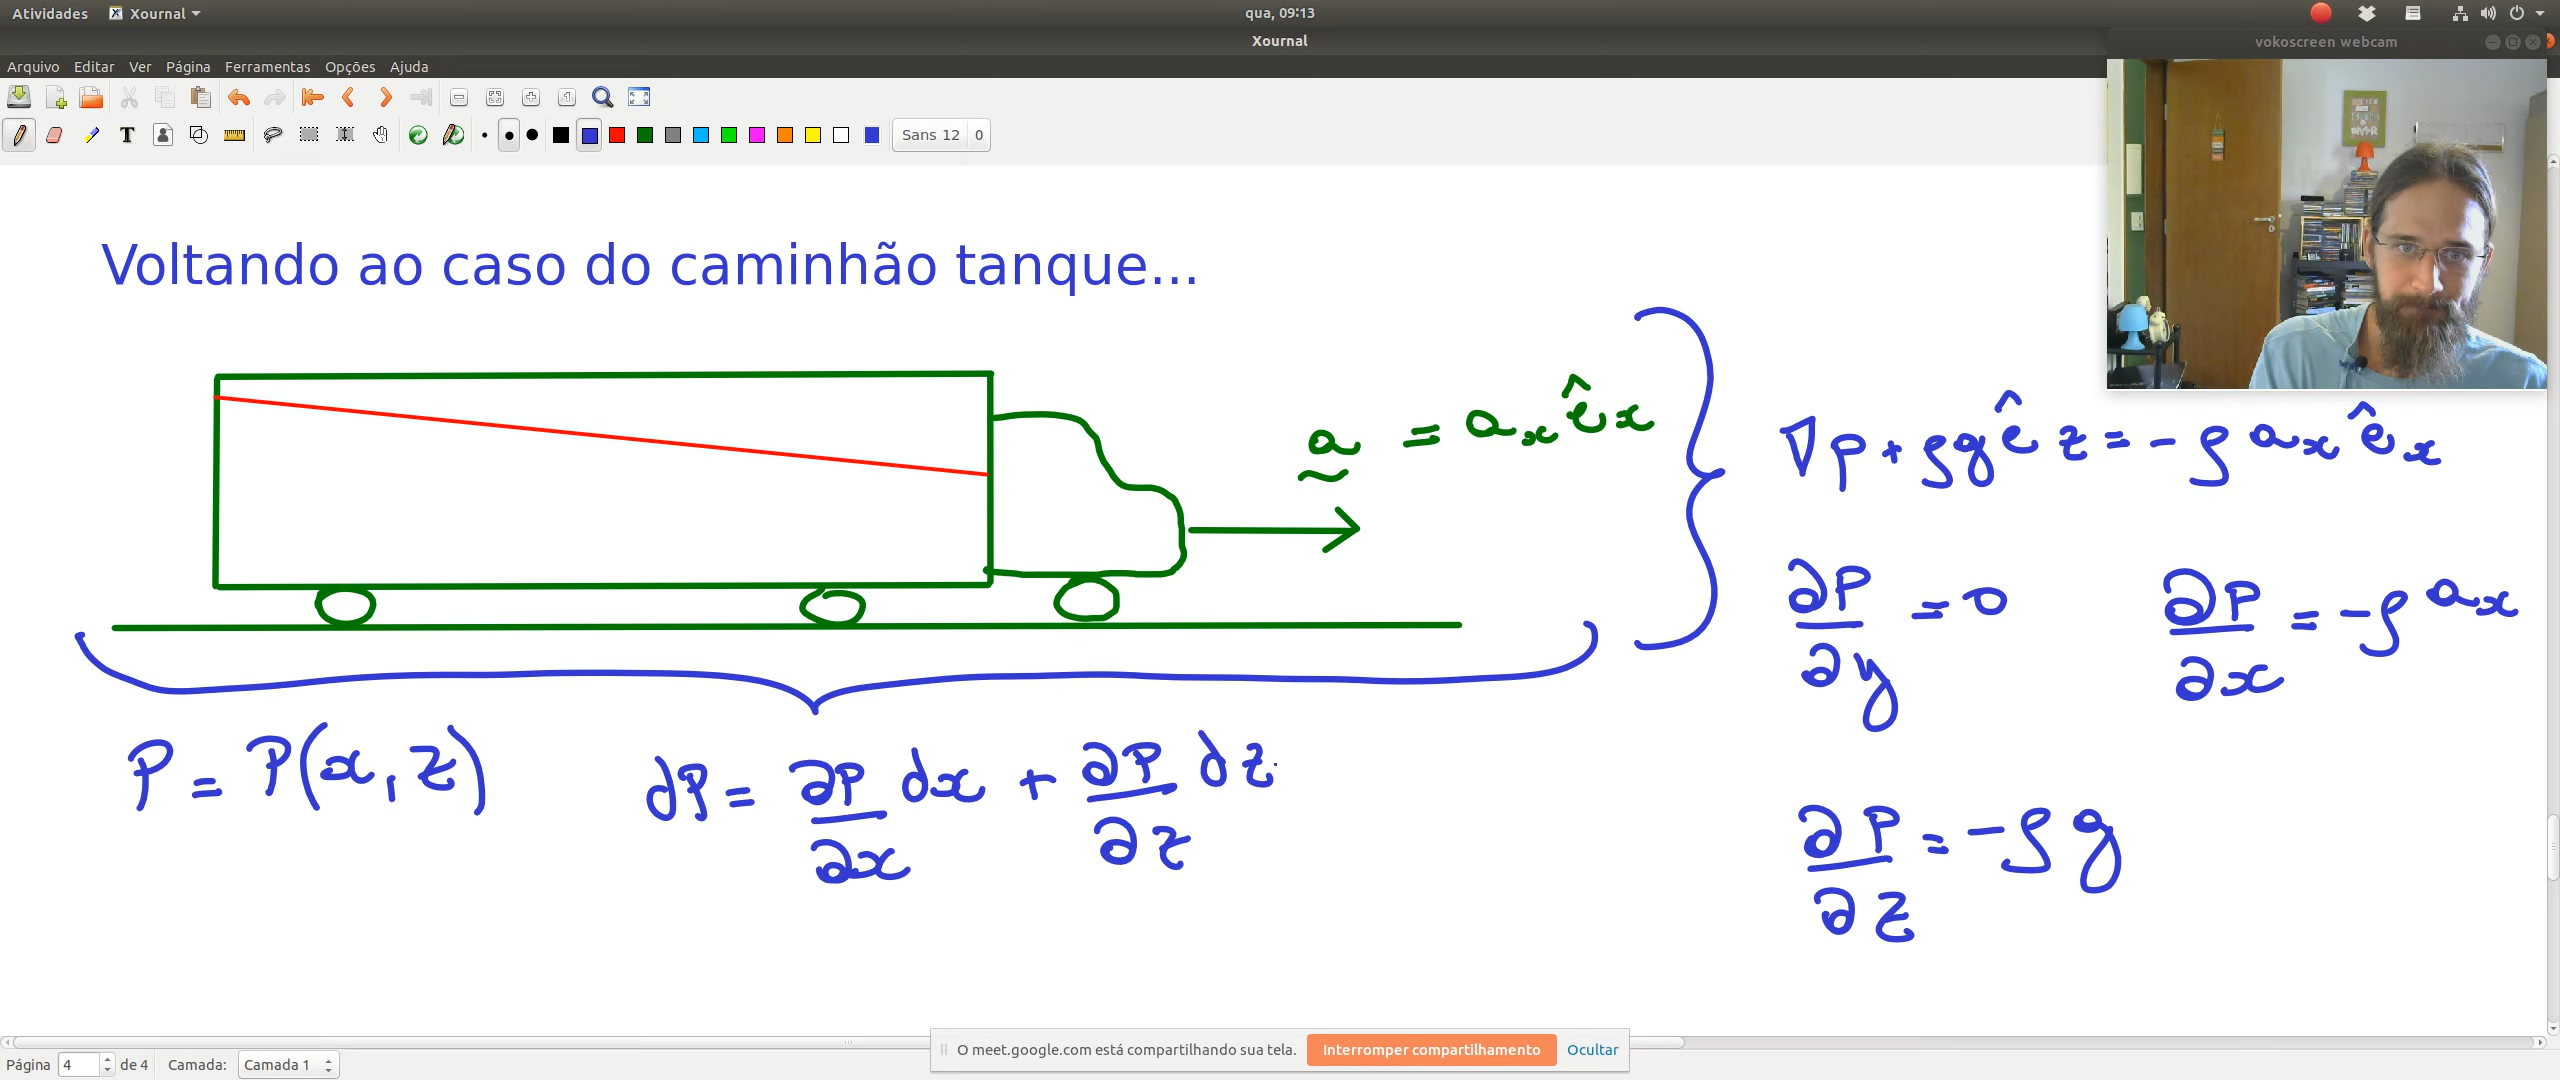 Atividades Xournal qua, 09:13
Xournal
vokoscreen webcam
Arquivo Editar Ver Página Ferramentas Opções Ajuda
T Sans 12 0
Voltando ao caso do caminhão tanque...
a = aₓ êₓ
∇p + ρg ê z = - ρ aₓ êₓ
∂P/∂y = 0 ∂P/∂x = -ρ aₓ
P = P(x, z) dP = ∂P/∂x dx + ∂P/∂z dz
∂P/∂z = -ρ g
O meet.google.com está compartilhando sua tela. Interromper compartilhamento Ocultar
Página 4 de 4 Camada: Camada 1